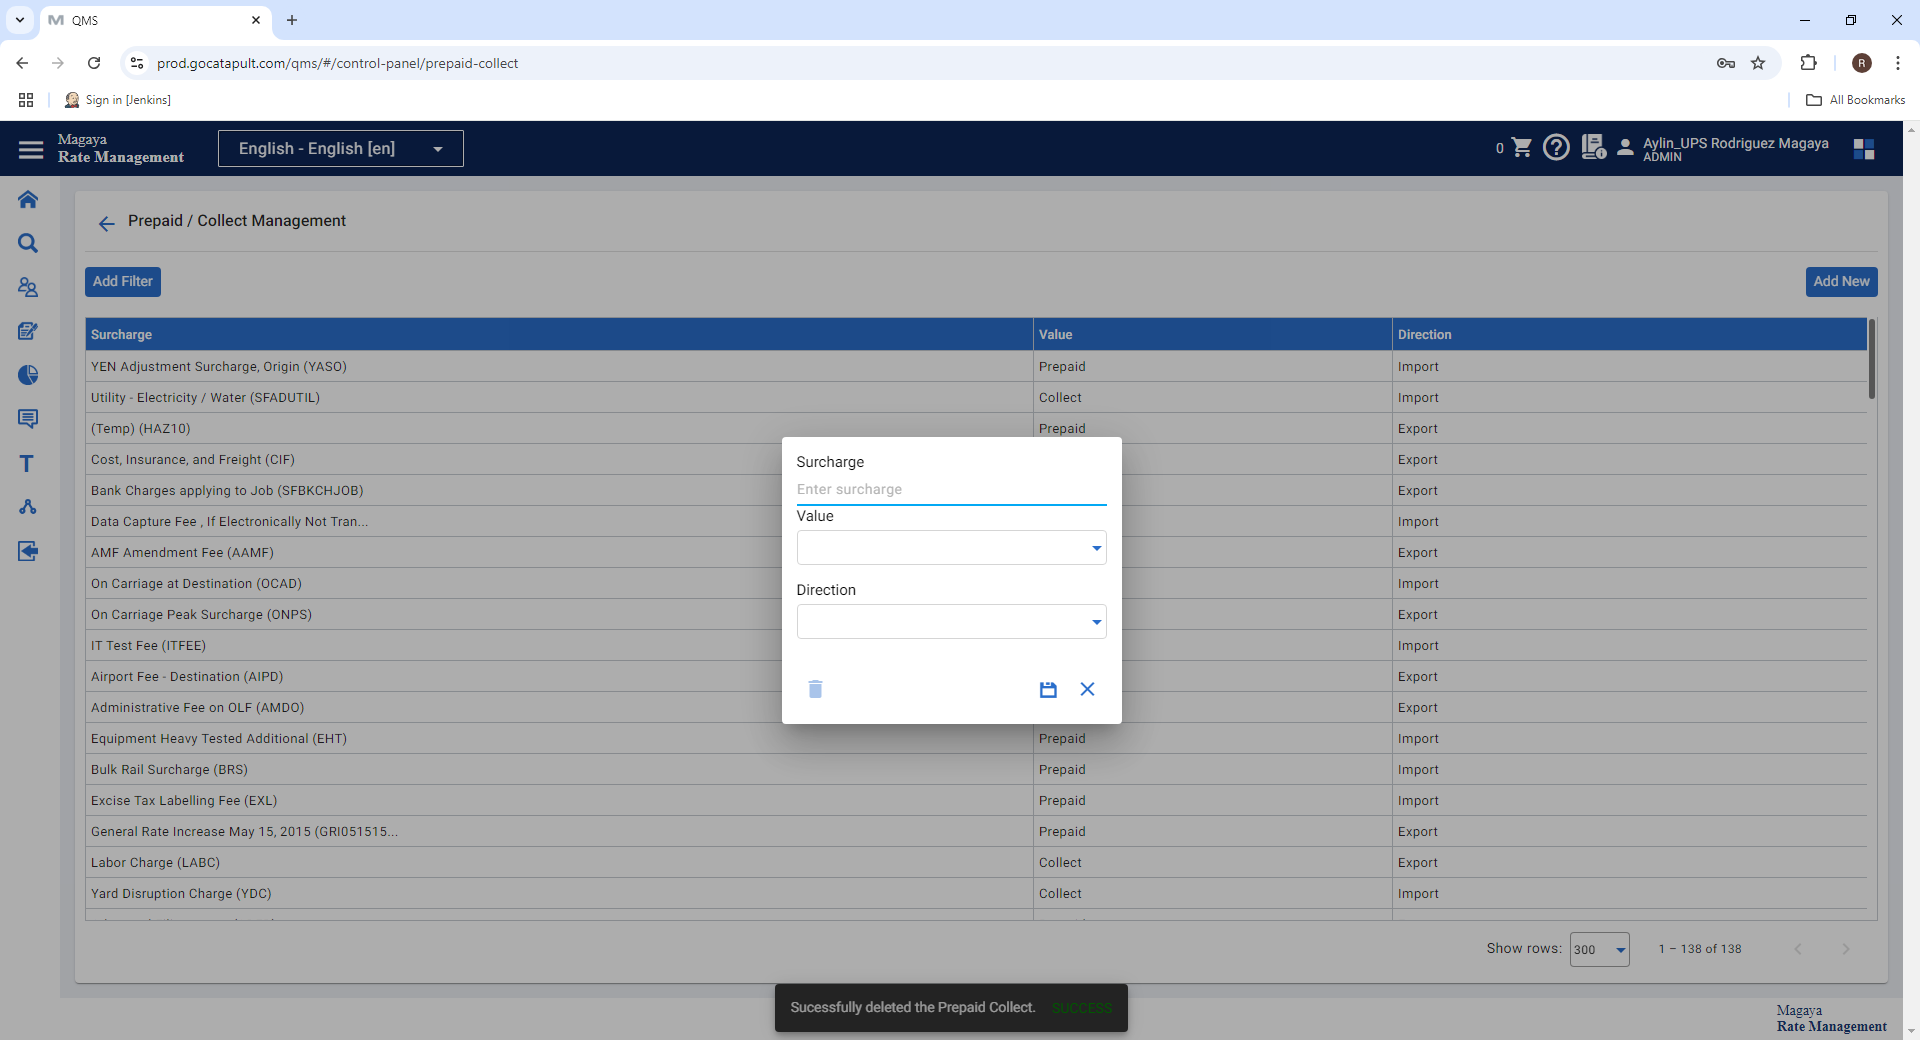 QMS
prod.gocatapult.com/qms/#/control-panel/prepaid-collect
R
Sign in [Jenkins]
All Bookmarks
Magaya
Rate Management
English - English [en]
0
Aylin_UPS Rodriguez Magaya
ADMIN
Prepaid / Collect Management
Add Filter
Add New
Surcharge Value Direction
YEN Adjustment Surcharge, Origin (YASO) Prepaid Import
Utility - Electricity / Water (SFADUTIL) Collect Import
(Temp) (HAZ10) Prepaid Export
Cost, Insurance, and Freight (CIF) Export
Bank Charges applying to Job (SFBKCHJOB) Export
Data Capture Fee , If Electronically Not Tran... Import
AMF Amendment Fee (AAMF) Export
On Carriage at Destination (OCAD) Import
On Carriage Peak Surcharge (ONPS) Export
IT Test Fee (ITFEE) Import
Airport Fee - Destination (AIPD) Export
Administrative Fee on OLF (AMDO) Export
Equipment Heavy Tested Additional (EHT) Prepaid Import
Bulk Rail Surcharge (BRS) Prepaid Import
Excise Tax Labelling Fee (EXL) Prepaid Import
General Rate Increase May 15, 2015 (GRI051515... Prepaid Export
Labor Charge (LABC) Collect Export
Yard Disruption Charge (YDC) Collect Import
Surcharge
Enter surcharge
Value
Direction
Show rows: 300 1 – 138 of 138
Sucessfully deleted the Prepaid Collect. SUCCESS
Magaya
Rate Management